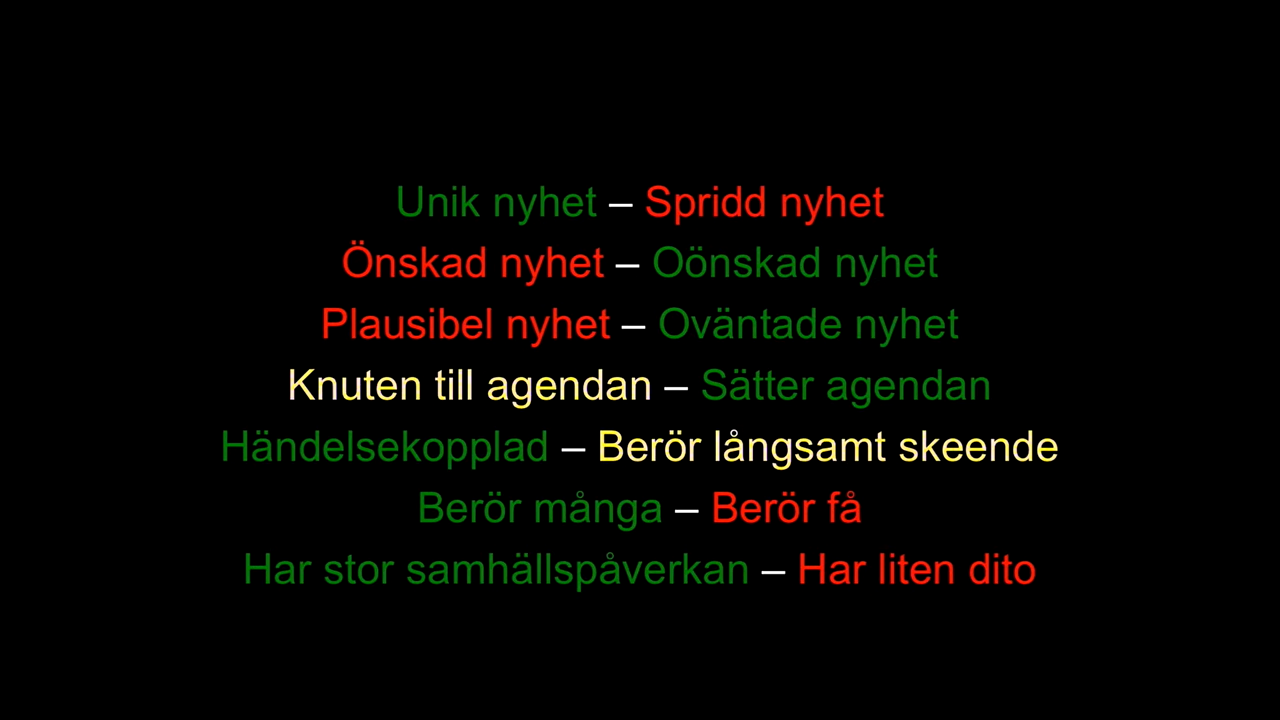 Unik nyhet – Spridd nyhet
Önskad nyhet – Oönskad nyhet
Plausibel nyhet – Oväntade nyhet
Knuten till agendan – Sätter agendan
Händelsekopplad – Berör långsamt skeende
Berör många – Berör få
Har stor samhällspåverkan – Har liten dito